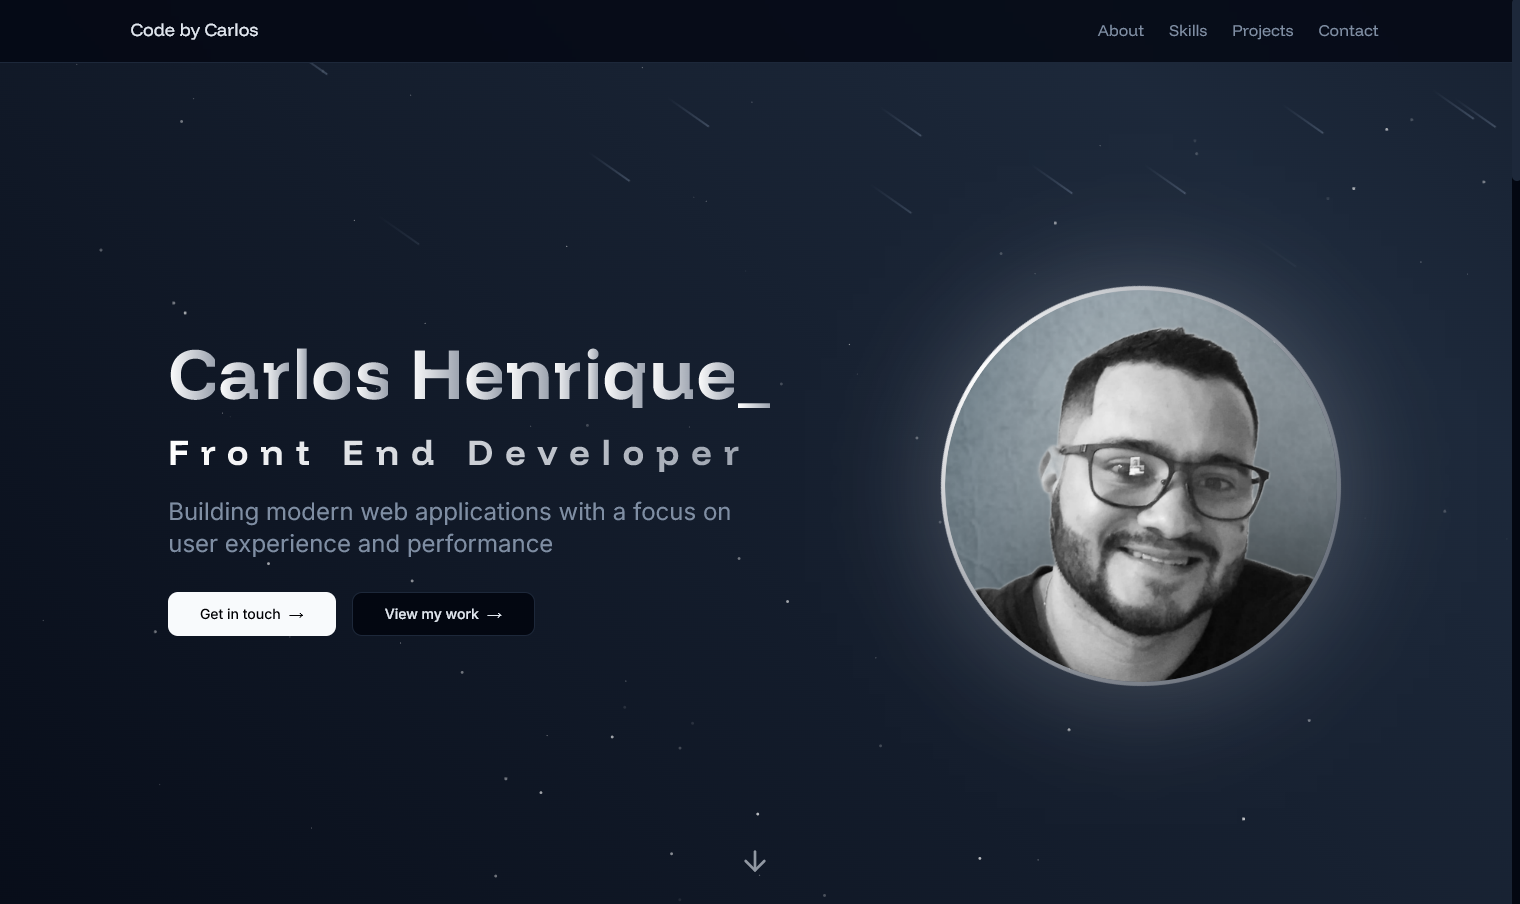 Code by Carlos
About Skills Projects Contact
Carlos Henrique_
Front End Developer
Building modern web applications with a focus on
user experience and performance
Get in touch →
View my work →